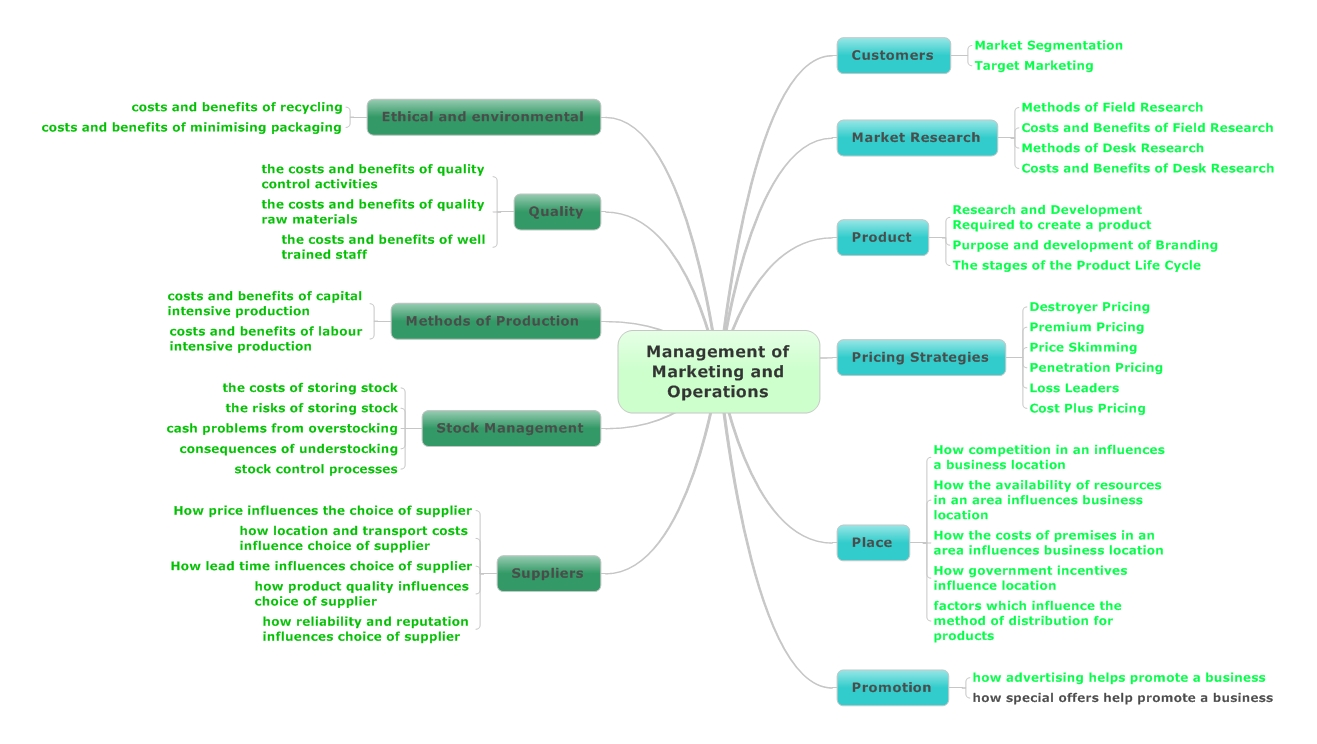 Management of
Marketing and
Operations
Customers
Market Segmentation
Target Marketing
Market Research
Methods of Field Research
Costs and Benefits of Field Research
Methods of Desk Research
Costs and Benefits of Desk Research
Product
Research and Development
Required to create a product
Purpose and development of Branding
The stages of the Product Life Cycle
Pricing Strategies
Destroyer Pricing
Premium Pricing
Price Skimming
Penetration Pricing
Loss Leaders
Cost Plus Pricing
Place
How competition in an influences
a business location
How the availability of resources
in an area influences business
location
How the costs of premises in an
area influences business location
How government incentives
influence location
factors which influence the
method of distribution for
products
Promotion
how advertising helps promote a business
how special offers help promote a business
Ethical and environmental
costs and benefits of recycling
costs and benefits of minimising packaging
Quality
the costs and benefits of quality
control activities
the costs and benefits of quality
raw materials
the costs and benefits of well
trained staff
Methods of Production
costs and benefits of capital
intensive production
costs and benefits of labour
intensive production
Stock Management
the costs of storing stock
the risks of storing stock
cash problems from overstocking
consequences of understocking
stock control processes
Suppliers
How price influences the choice of supplier
how location and transport costs
influence choice of supplier
How lead time influences choice of supplier
how product quality influences
choice of supplier
how reliability and reputation
influences choice of supplier